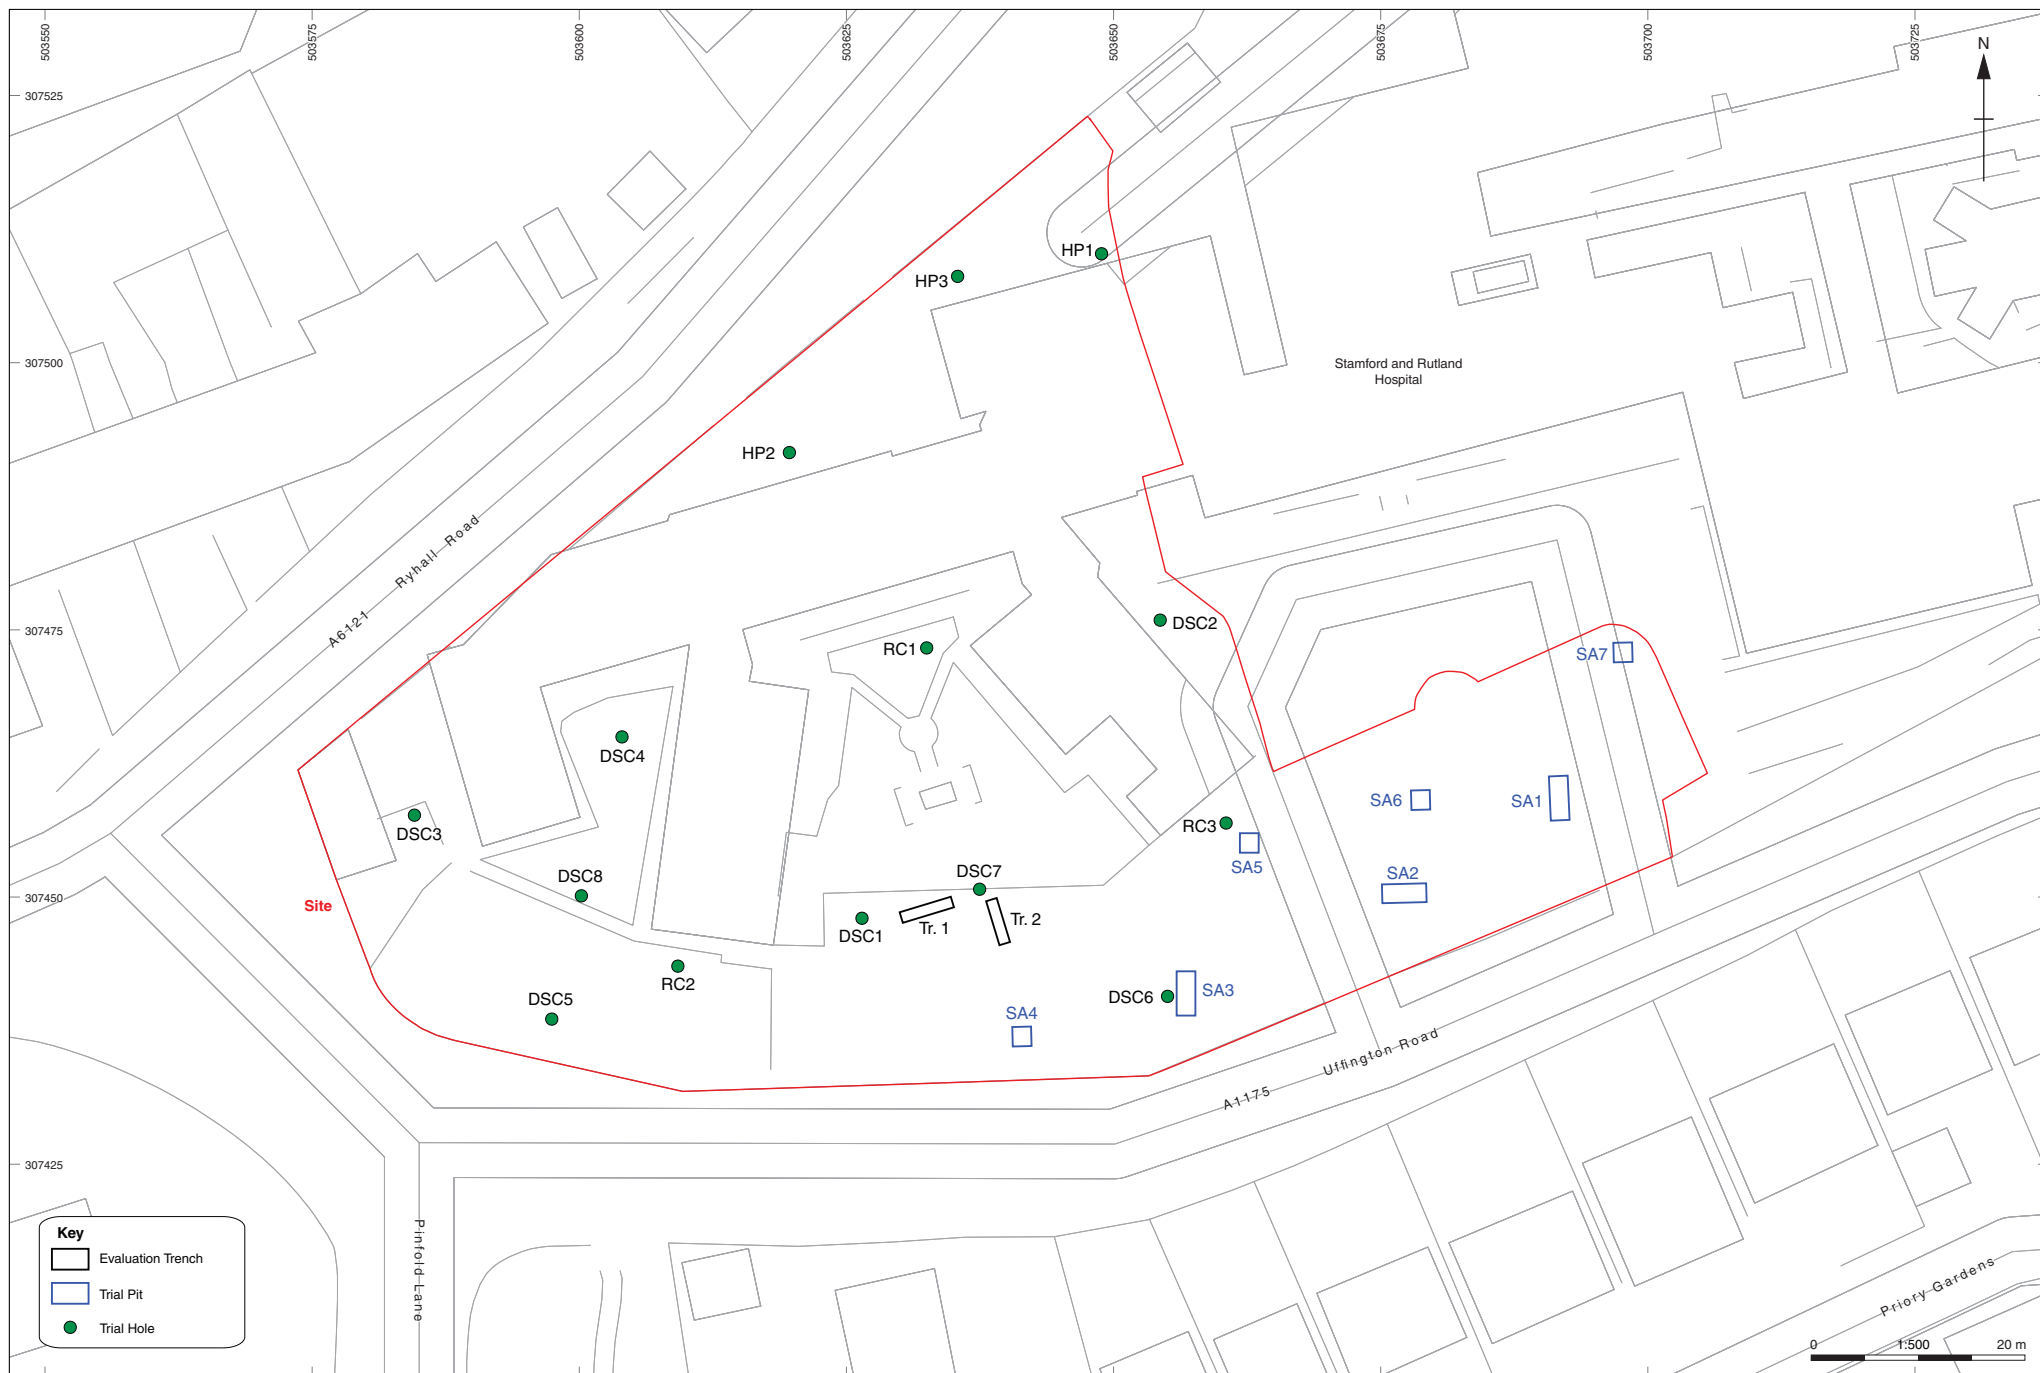 503550
503575
503600
503625
503650
503675
503700
503725
N
307525
307500
307475
307450
307425
HP1
HP3
Stamford and Rutland
Hospital
HP2
A6121 Ryhall Road
DSC2
RC1
SA7
DSC4
DSC3
SA6
SA1
RC3
SA5
DSC7
SA2
DSC8
Site
Tr. 1
Tr. 2
DSC1
RC2
DSC5
DSC6
SA3
SA4
A1175 Uffington Road
Pinfold Lane
Priory Gardens
Key
Evaluation Trench
Trial Pit
Trial Hole
0 1:500 20 m